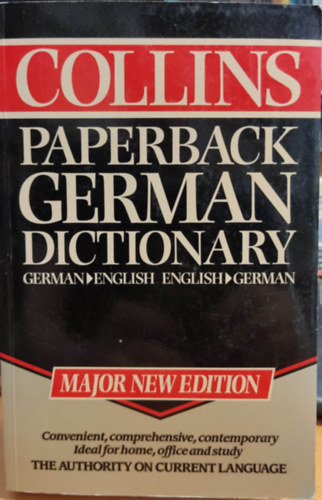 COLLINS
PAPERBACK
GERMAN
DICTIONARY
GERMAN▶ENGLISH ENGLISH▶GERMAN
MAJOR NEW EDITION
Convenient, comprehensive, contemporary
Ideal for home, office and study
THE AUTHORITY ON CURRENT LANGUAGE